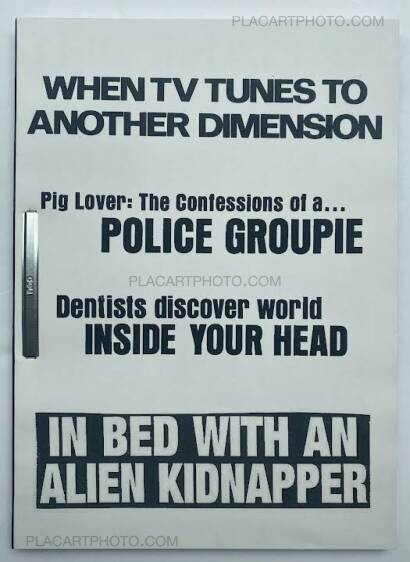 PLACARTPHOTO.COM
WHEN TV TUNES TO
ANOTHER DIMENSION
Pig Lover: The Confessions of a...
POLICE GROUPIE
PLACARTPHOTO.COM
Dentists discover world
INSIDE YOUR HEAD
IN BED WITH AN
ALIEN KIDNAPPER
PLACARTPHOTO.COM